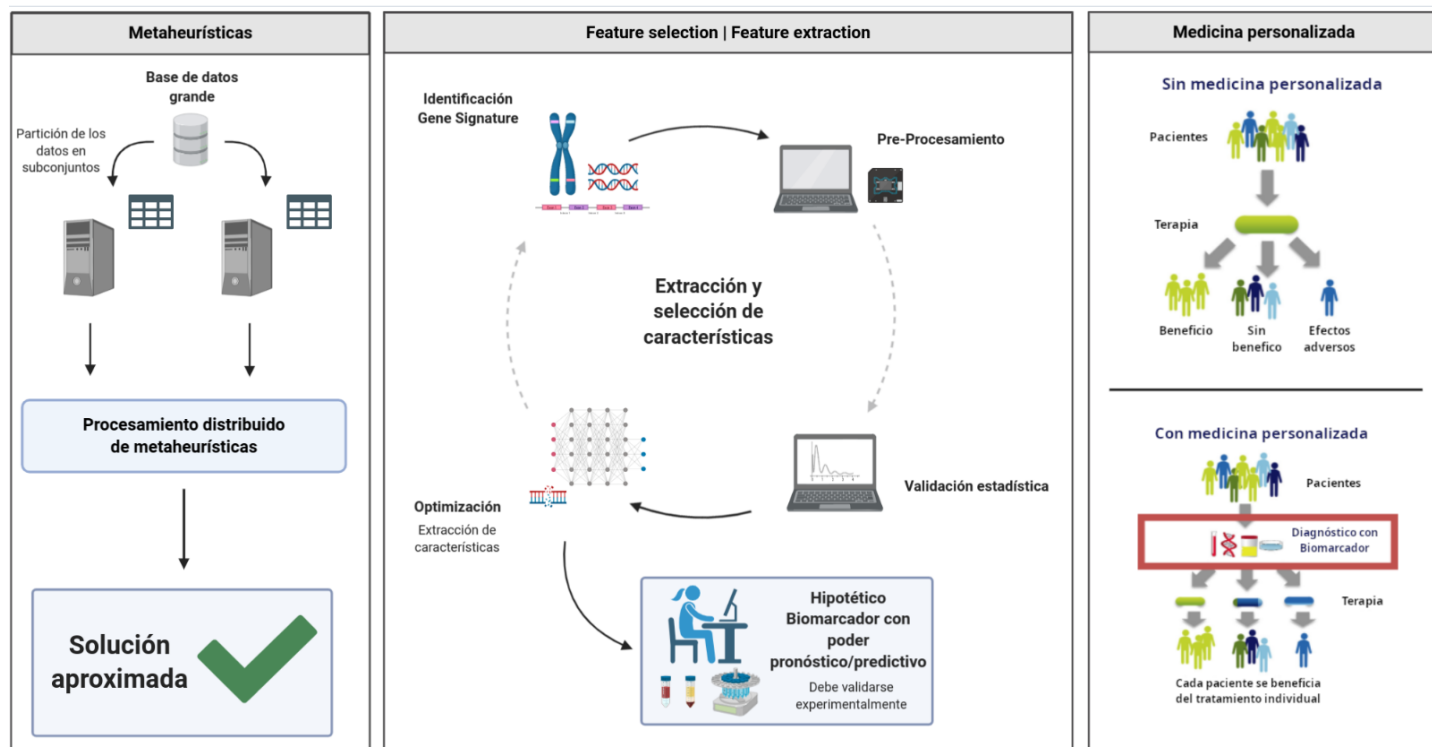 Metaheurísticas
Base de datos
grande
Partición de los
datos en
subconjuntos
Procesamiento distribuido
de metaheurísticas
Solución
aproximada
Feature selection | Feature extraction
Identificación
Gene Signature
Pre-Procesamiento
Extracción y
selección de
características
Validación estadística
Optimización
Extracción de
características
Hipotético
Biomarcador con
poder
pronóstico/predictivo
Debe validarse
experimentalmente
Medicina personalizada
Sin medicina personalizada
Pacientes
Terapia
Beneficio
Sin
benefico
Efectos
adversos
Con medicina personalizada
Pacientes
Diagnóstico con
Biomarcador
Terapia
Cada paciente se beneficia
del tratamiento individual